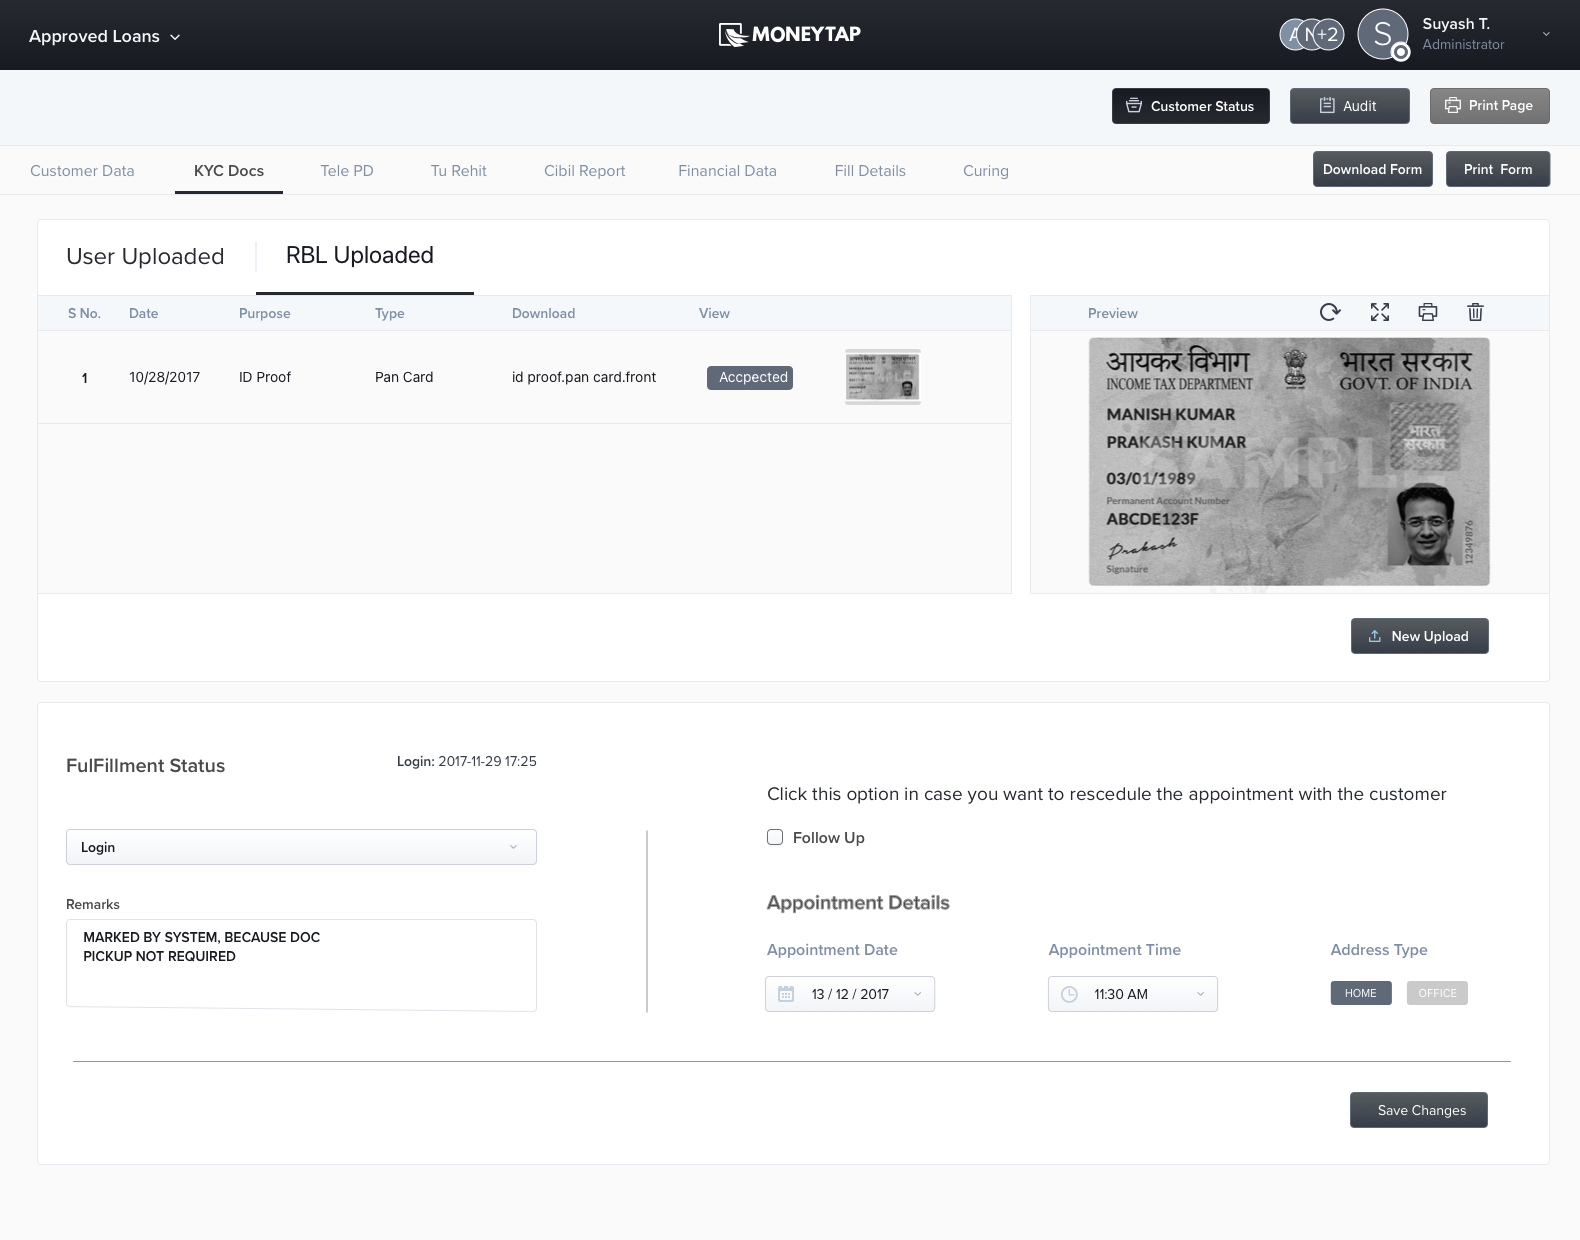 Approved Loans
MONEYTAP
A N +2
S
Suyash T.
Administrator
Customer Status
Audit
Print Page
Customer Data
KYC Docs
Tele PD
Tu Rehit
Cibil Report
Financial Data
Fill Details
Curing
Download Form
Print Form
User Uploaded
RBL Uploaded
S No. Date Purpose Type Download View
1 10/28/2017 ID Proof Pan Card id proof.pan card.front Accpected
Preview
आयकर विभाग
INCOME TAX DEPARTMENT
भारत सरकार
GOVT. OF INDIA
MANISH KUMAR
PRAKASH KUMAR
भारत
सरकार
SAMPLE
03/01/1989
Permanent Account Number
ABCDE123F
Prakash
Signature
12349876
New Upload
FulFillment Status
Login: 2017-11-29 17:25
Login
Remarks
MARKED BY SYSTEM, BECAUSE DOC
PICKUP NOT REQUIRED
Click this option in case you want to rescedule the appointment with the customer
Follow Up
Appointment Details
Appointment Date
Appointment Time
Address Type
13 / 12 / 2017
11:30 AM
HOME
OFFICE
Save Changes